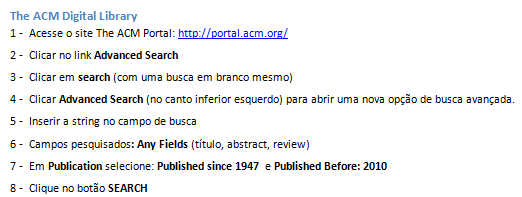 The ACM Digital Library
1 - Acesse o site The ACM Portal: http://portal.acm.org/
2 - Clicar no link Advanced Search
3 - Clicar em search (com uma busca em branco mesmo)
4 - Clicar Advanced Search (no canto inferior esquerdo) para abrir uma nova opção de busca avançada.
5 - Inserir a string no campo de busca
6 - Campos pesquisados: Any Fields (título, abstract, review)
7 - Em Publication selecione: Published since 1947 e Published Before: 2010
8 - Clique no botão SEARCH